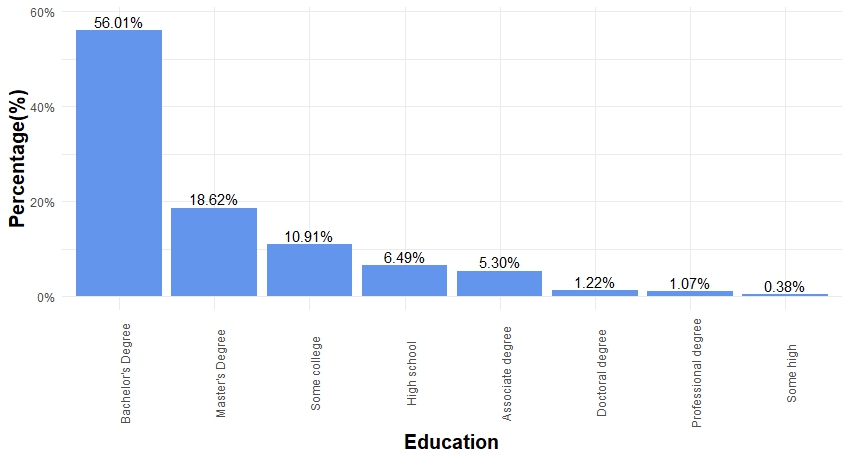 Percentage(%)
60%
40%
20%
0%
56.01%
18.62%
10.91%
6.49%
5.30%
1.22%
1.07%
0.38%
Bachelor's Degree
Master's Degree
Some college
High school
Associate degree
Doctoral degree
Professional degree
Some high
Education